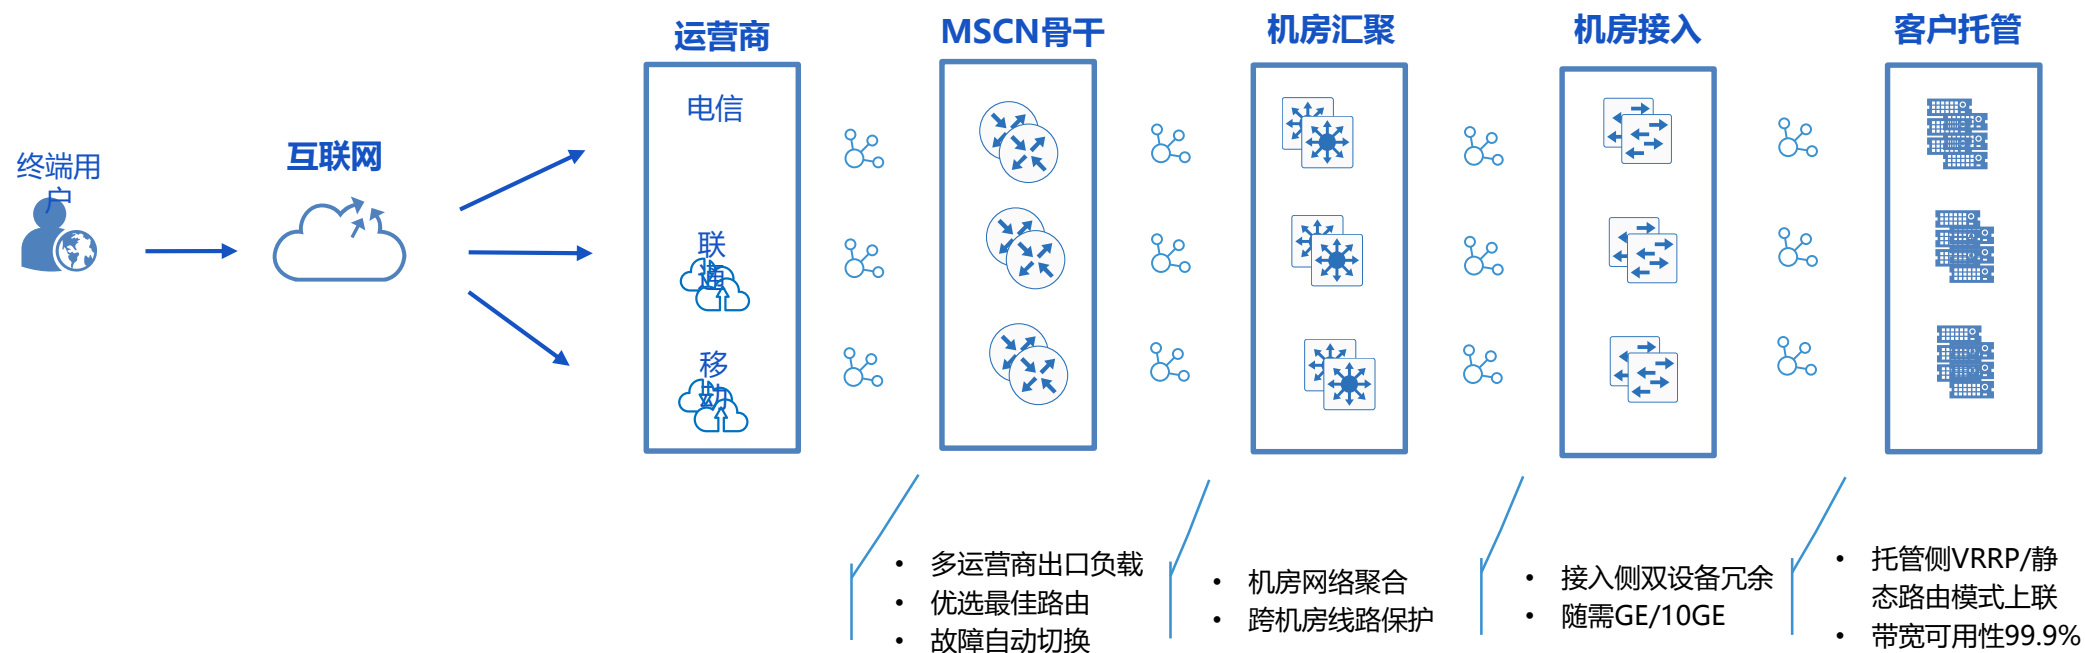 运营商
MSCN骨干
机房汇聚
机房接入
客户托管
电信
互联网
终端用
户
联
通
移
动
• 多运营商出口负载
• 优选最佳路由
• 故障自动切换
• 机房网络聚合
• 跨机房线路保护
• 接入侧双设备冗余
• 随需GE/10GE
• 托管侧VRRP/静
态路由模式上联
• 带宽可用性99.9%